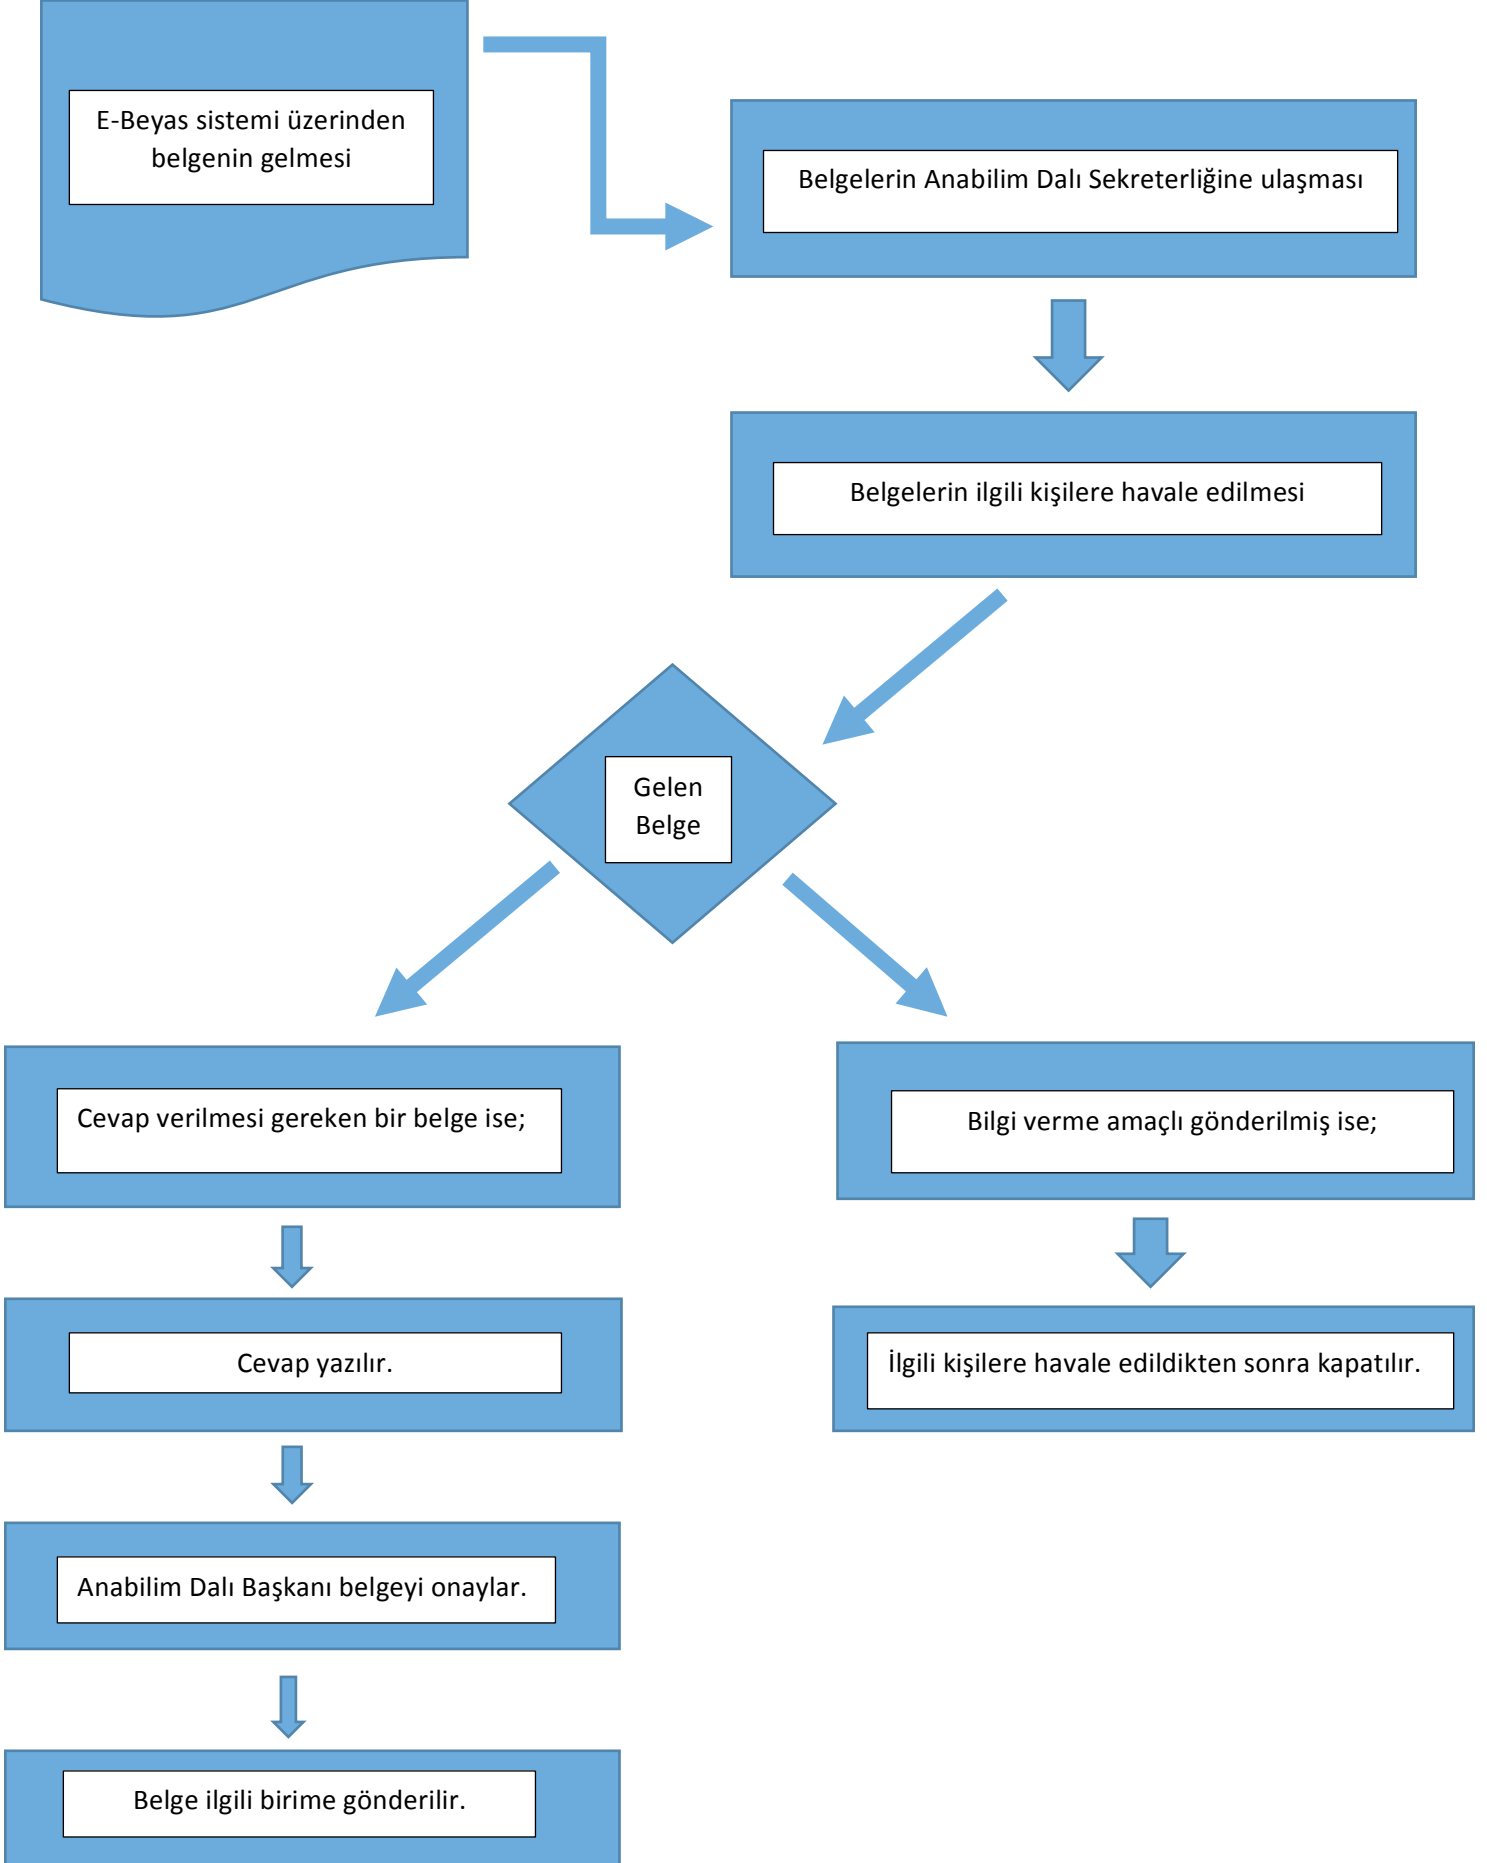 E-Beyas sistemi üzerinden
belgenin gelmesi
Belgelerin Anabilim Dalı Sekreterliğine ulaşması
Belgelerin ilgili kişilere havale edilmesi
Gelen
Belge
Cevap verilmesi gereken bir belge ise;
Bilgi verme amaçlı gönderilmiş ise;
Cevap yazılır.
İlgili kişilere havale edildikten sonra kapatılır.
Anabilim Dalı Başkanı belgeyi onaylar.
Belge ilgili birime gönderilir.